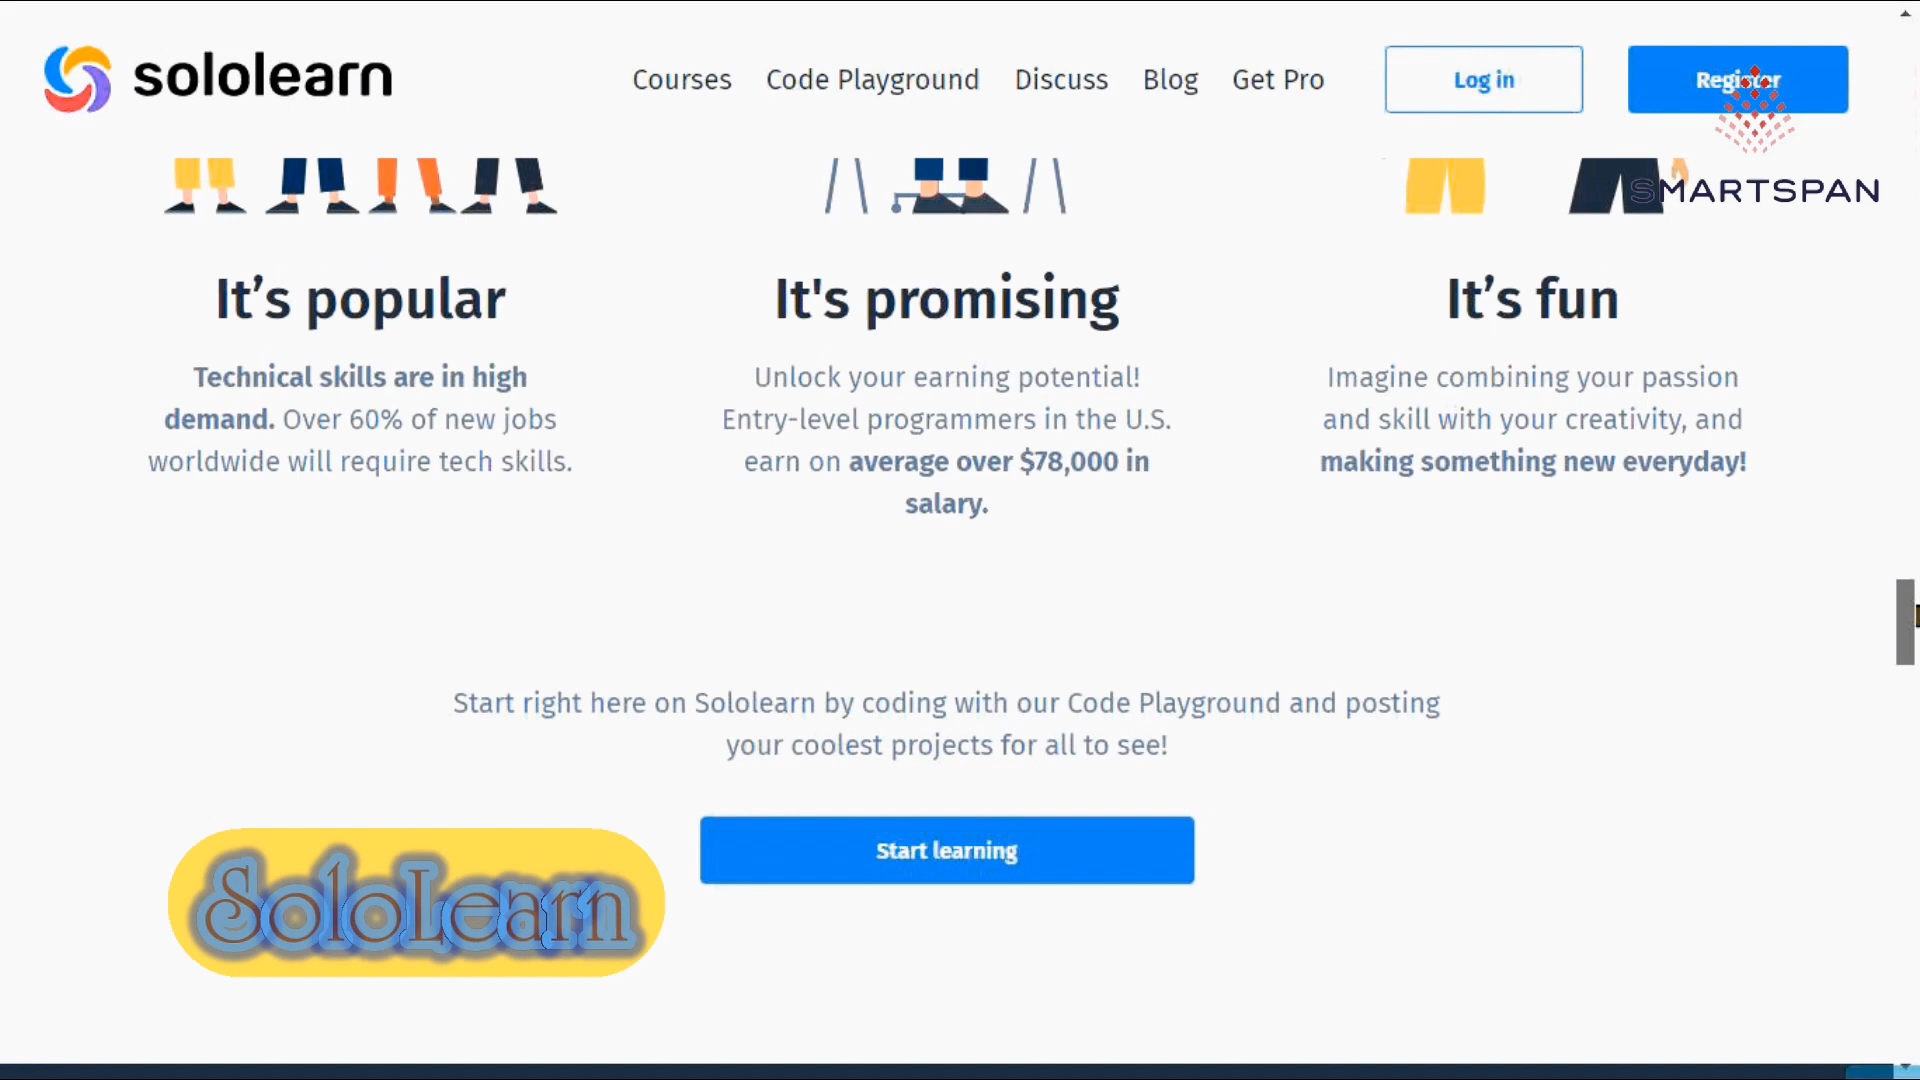 sololearn
Courses Code Playground Discuss Blog Get Pro Log in Register
SMARTSPAN
It’s popular
Technical skills are in high
demand. Over 60% of new jobs
worldwide will require tech skills.
It's promising
Unlock your earning potential!
Entry-level programmers in the U.S.
earn on average over $78,000 in
salary.
It’s fun
Imagine combining your passion
and skill with your creativity, and
making something new everyday!
Start right here on Sololearn by coding with our Code Playground and posting
your coolest projects for all to see!
Start learning
SoloLearn